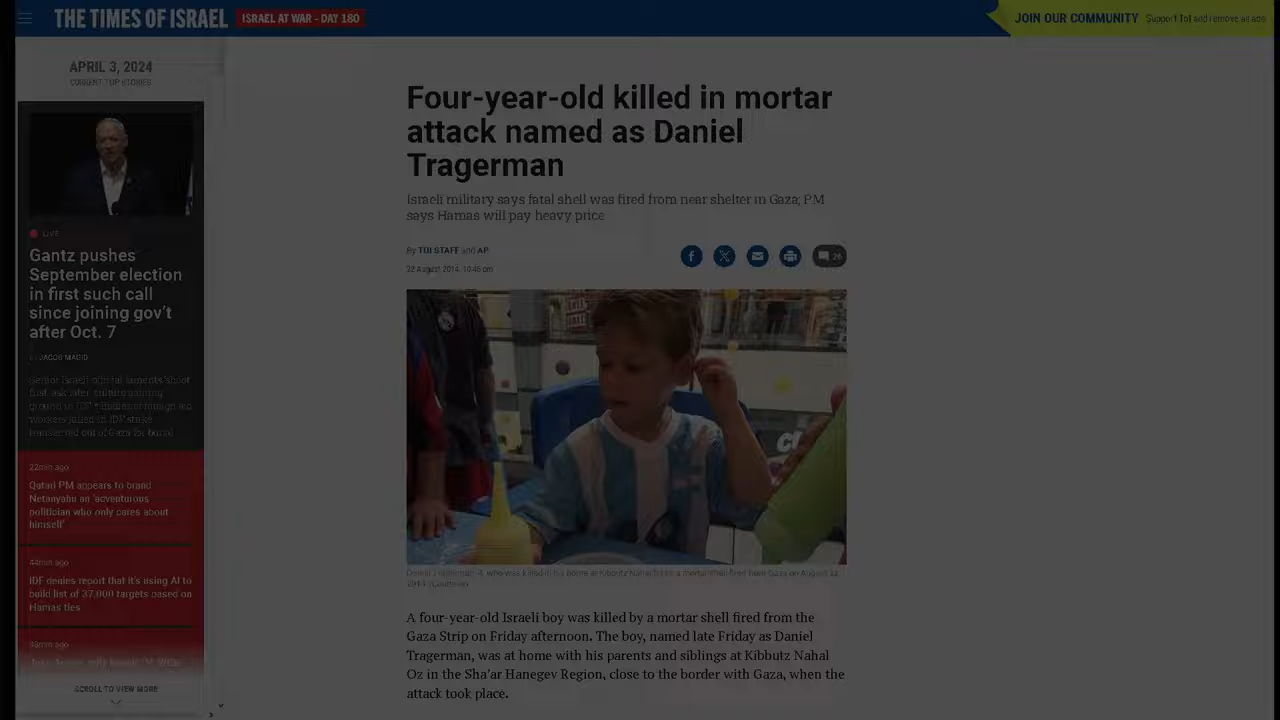 THE TIMES OF ISRAEL
ISRAEL AT WAR - DAY 180
JOIN OUR COMMUNITY Support ToI and remove all ads
APRIL 3, 2024
CURRENT TOP STORIES
LIVE
Gantz pushes
September election
in first such call
since joining gov't
after Oct. 7
BY JACOB MAGID
22min ago
Qatari PM appears to brand
Netanyahu an 'adventurous
politician who only cares about
himself'
44min ago
IDF denies report that it's using AI to
build list of 37,000 targets based on
Hamas ties
48min ago
SCROLL TO VIEW MORE
Four-year-old killed in mortar
attack named as Daniel
Tragerman
Israeli military says fatal shell was fired from near shelter in Gaza; PM
says Hamas will pay heavy price
By TOI STAFF and AP
22 August 2014, 10:45 pm
26
A four-year-old Israeli boy was killed by a mortar shell fired from the
Gaza Strip on Friday afternoon. The boy, named late Friday as Daniel
Tragerman, was at home with his parents and siblings at Kibbutz Nahal
Oz in the Sha'ar Hanegev Region, close to the border with Gaza, when the
attack took place.